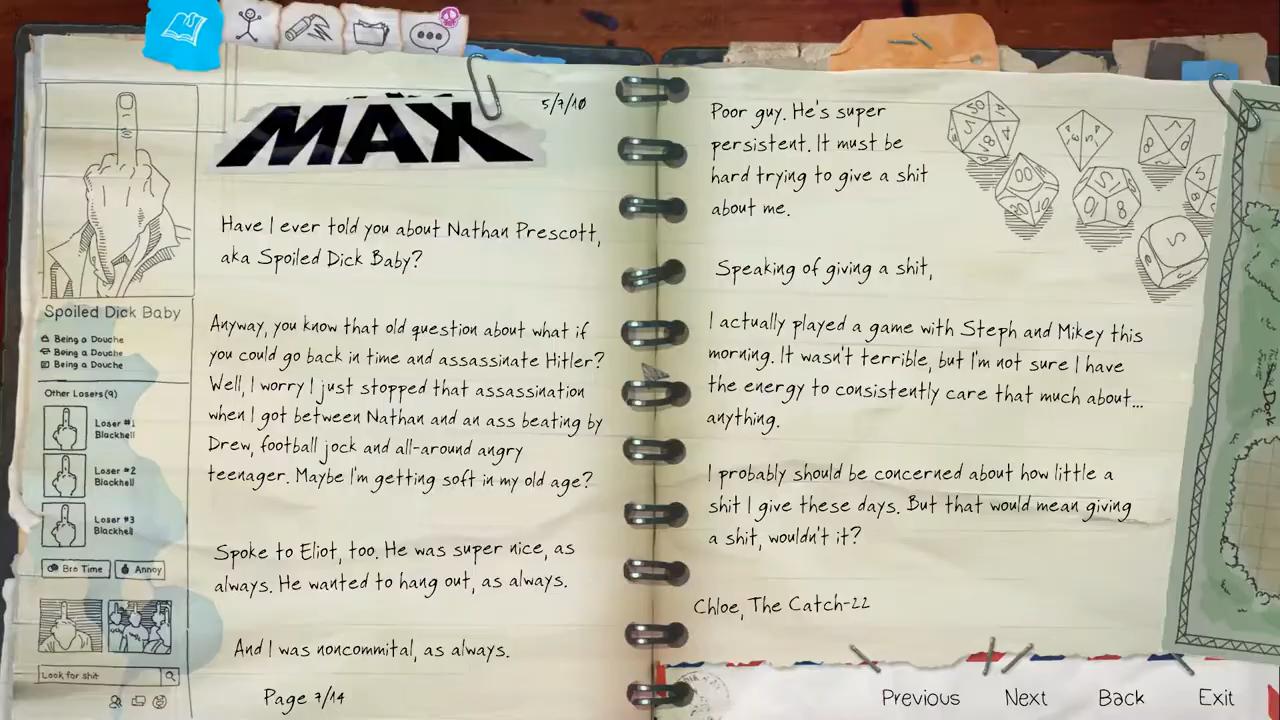 MAX
5/7/10
Have I ever told you about Nathan Prescott,
aka Spoiled Dick Baby?
Anyway, you know that old question about what if
you could go back in time and assassinate Hitler?
Well, I worry I just stopped that assassination
when I got between Nathan and an ass beating by
Drew, football jock and all-around angry
teenager. Maybe I'm getting soft in my old age?
Spoke to Eliot, too. He was super nice, as
always. He wanted to hang out, as always.
And I was noncommital, as always.
Page 7/14
Spoiled Dick Baby
Being a Douche
Being a Douche
Being a Douche
Other Losers(9)
Loser #1
Blackhell
Loser #2
Blackhell
Loser #3
Blackhell
Bro Time
Annoy
Look for shit
Poor guy. He's super
persistent. It must be
hard trying to give a shit
about me.
Speaking of giving a shit,
I actually played a game with Steph and Mikey this
morning. It wasn't terrible, but I'm not sure I have
the energy to consistently care that much about...
anything.
I probably should be concerned about how little a
shit I give these days. But that would mean giving
a shit, wouldn't it?
Chloe, The Catch-22
Previous
Next
Back
Exit